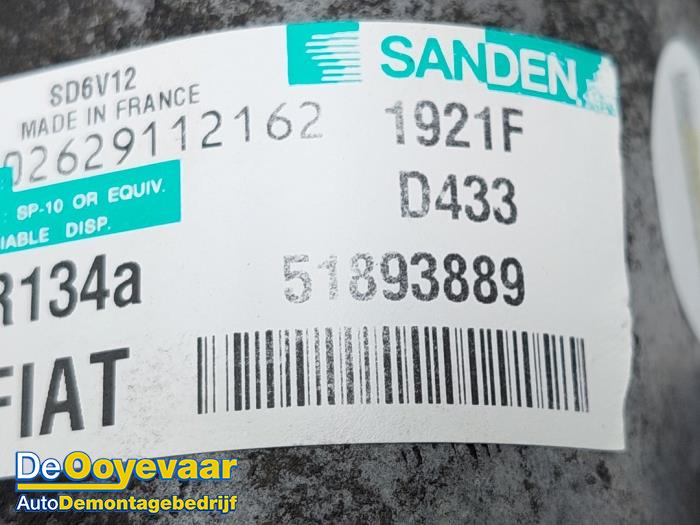 SANDEN
SD6V12
MADE IN FRANCE
02629112162
1921F
SP-10 OR EQUIV.
D433
IABLE DISP.
R134a
51893889
FIAT
De Ooyevaar
AutoDemontagebedrijf